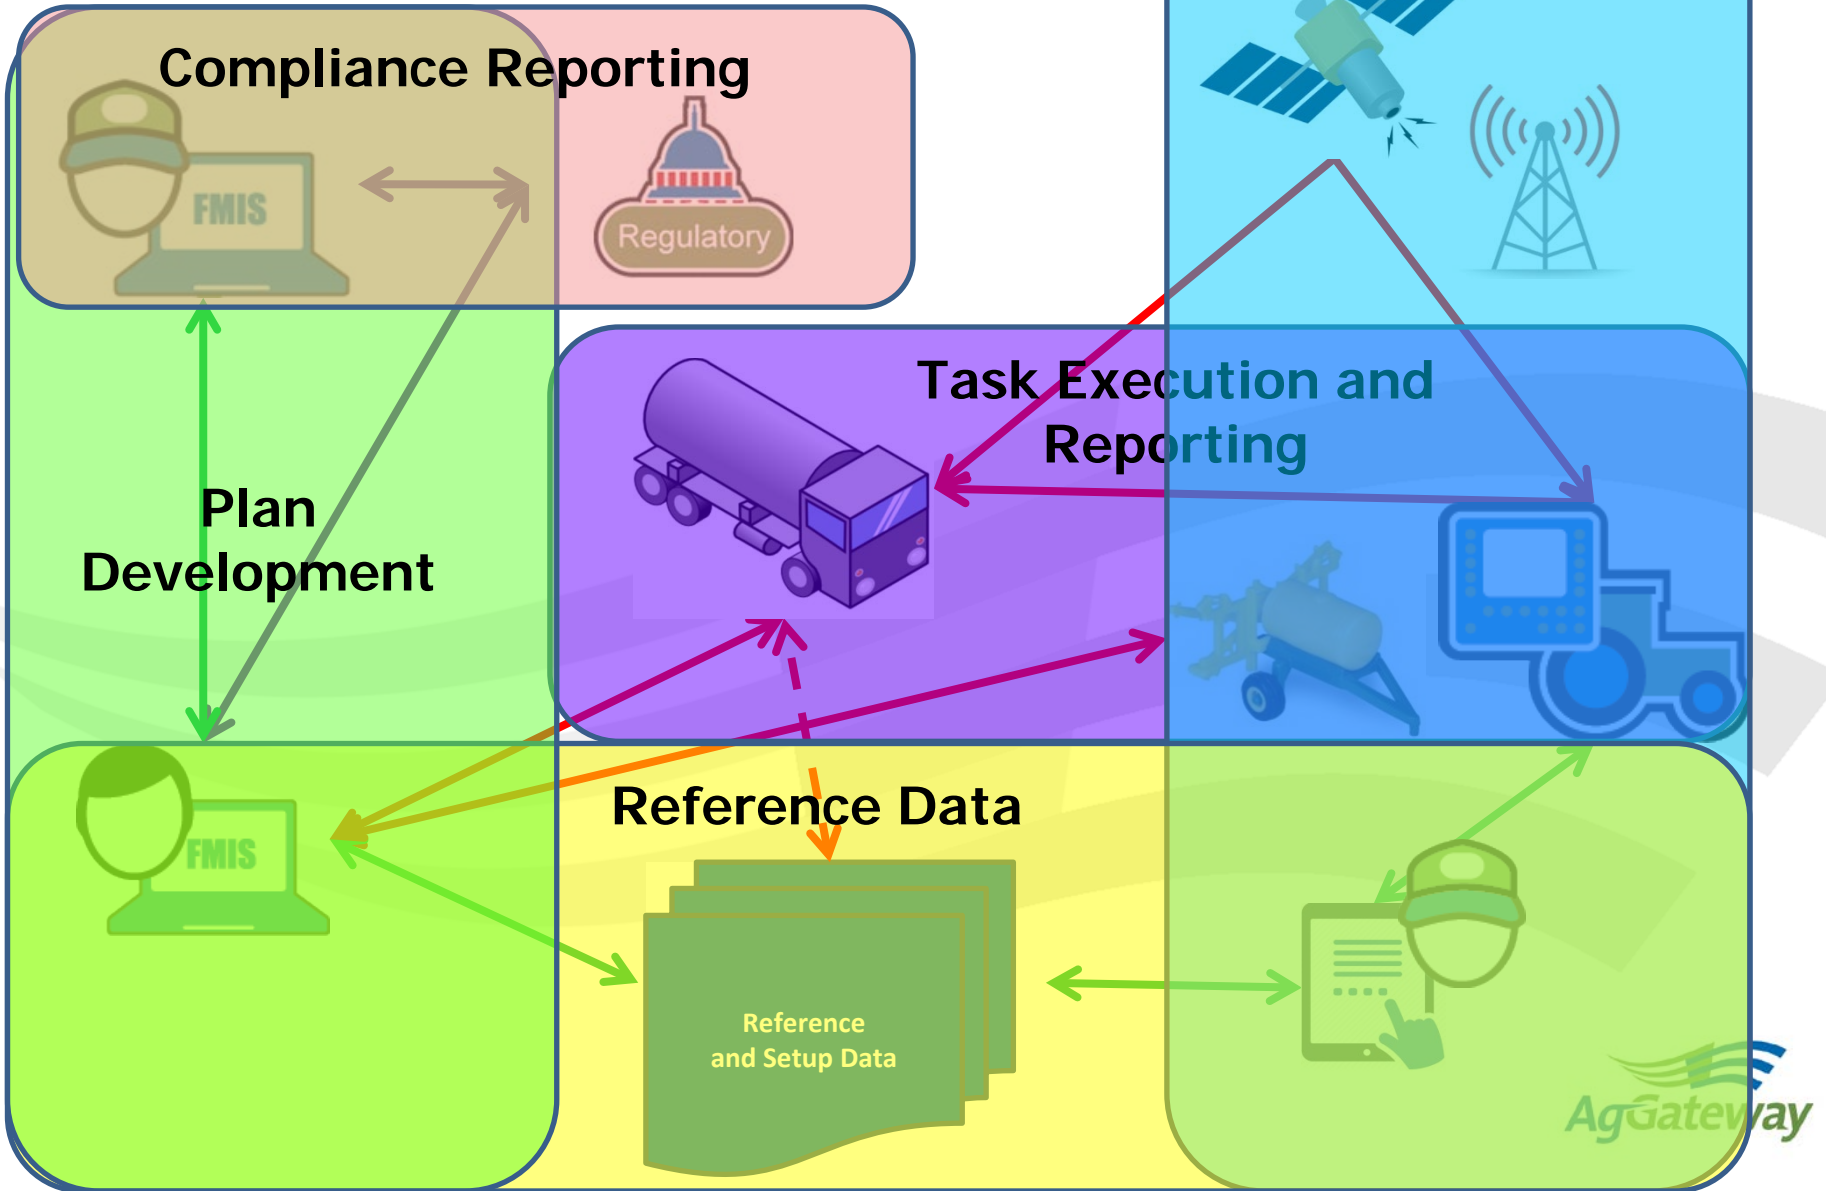 Compliance Reporting
FMIS
Regulatory
Task Execution and
Reporting
Plan
Development
Reference Data
FMIS
Reference
and Setup Data
AgGateway